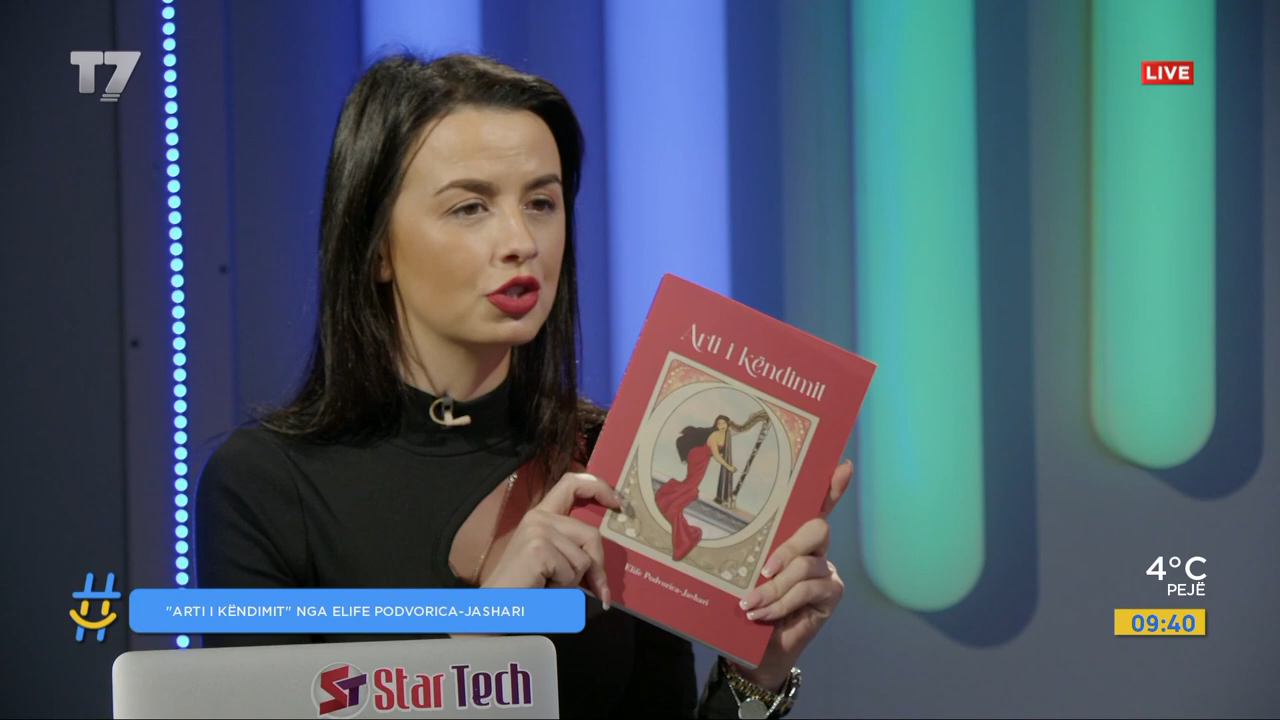 T7
LIVE
Arti i Këndimit
Elife Podvorica-Jashari
4°C
PEJË
09:40
"ARTI I KËNDIMIT" NGA ELIFE PODVORICA-JASHARI
ST Star Tech